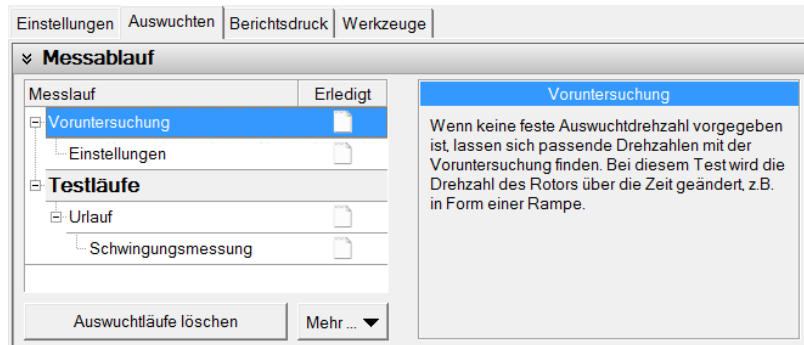 Einstellungen Auswuchten Berichtsdruck Werkzeuge
Messablauf
Messlauf Erledigt
Voruntersuchung
Einstellungen
Testläufe
Urlauf
Schwingungsmessung
Auswuchtläufe löschen Mehr ...
Voruntersuchung
Wenn keine feste Auswuchtdrehzahl vorgegeben
ist, lassen sich passende Drehzahlen mit der
Voruntersuchung finden. Bei diesem Test wird die
Drehzahl des Rotors über die Zeit geändert, z.B.
in Form einer Rampe.